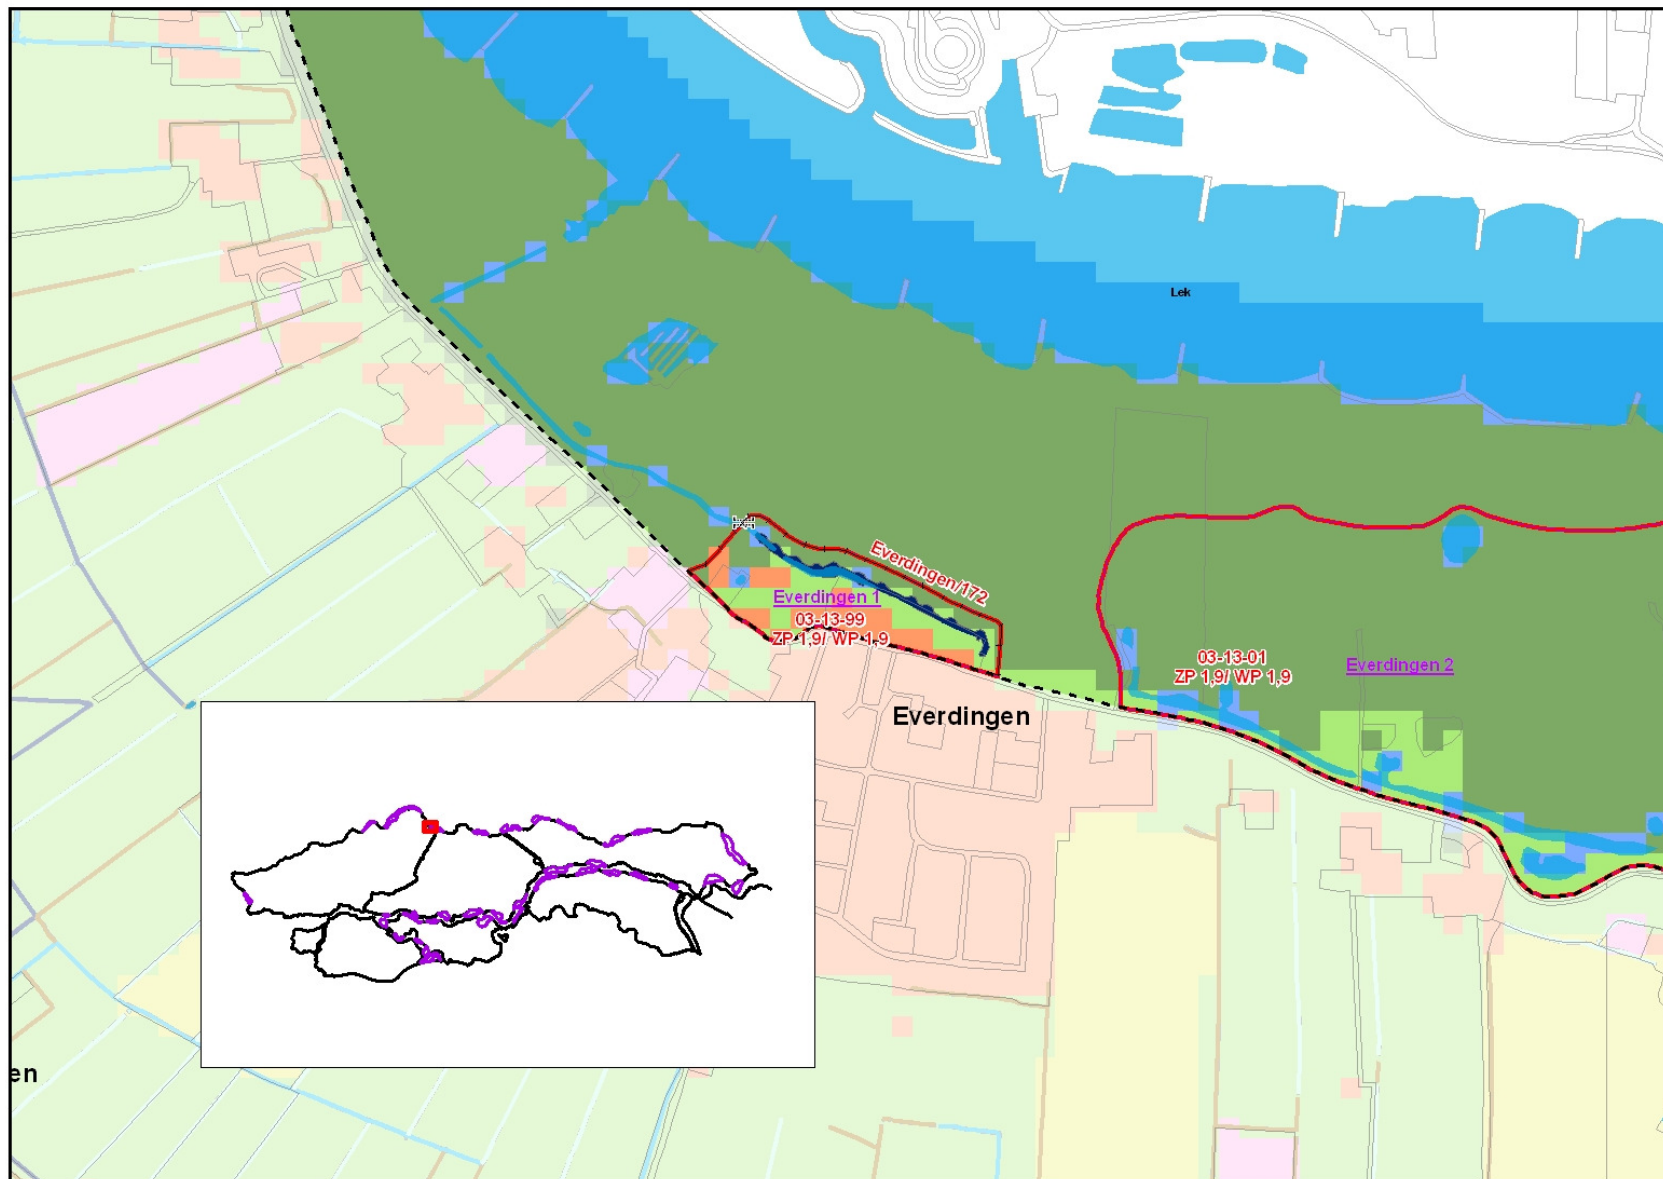 Lek
Everdingen/172
Everdingen 1
03-13-99
ZP 1,9/ WP 1,9
03-13-01
ZP 1,9/ WP 1,9
Everdingen 2
Everdingen
en